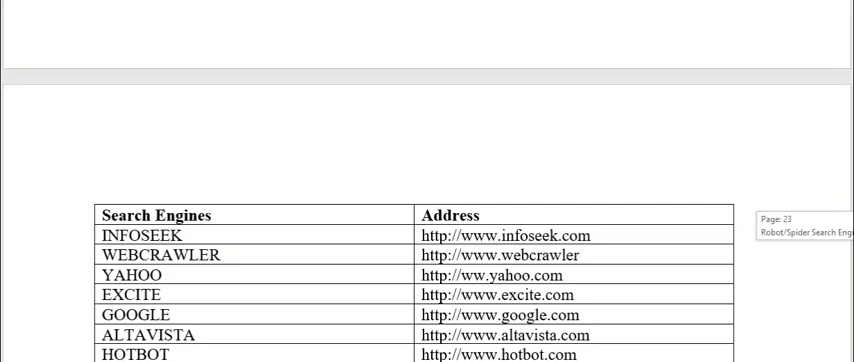 Search Engines Address
INFOSEEK http://www.infoseek.com
WEBCRAWLER http://www.webcrawler
YAHOO http://ww.yahoo.com
EXCITE http://www.excite.com
GOOGLE http://www.google.com
ALTAVISTA http://www.altavista.com
HOTBOT http://www.hotbot.com
Page: 23
Robot/Spider Search Engi